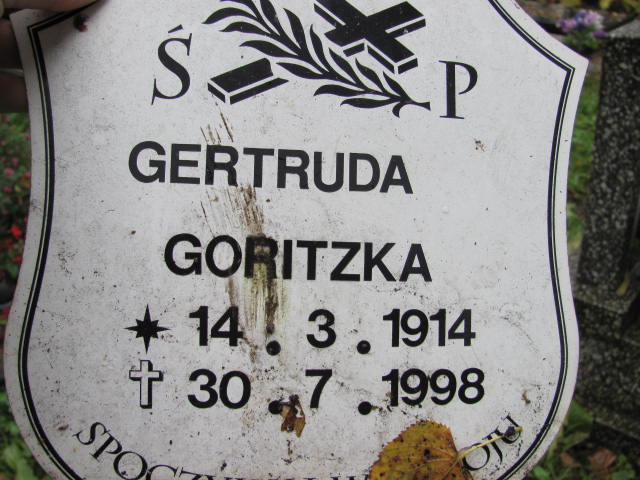 Ś P
GERTRUDA
GORITZKA
14.3.1914
30.7.1998